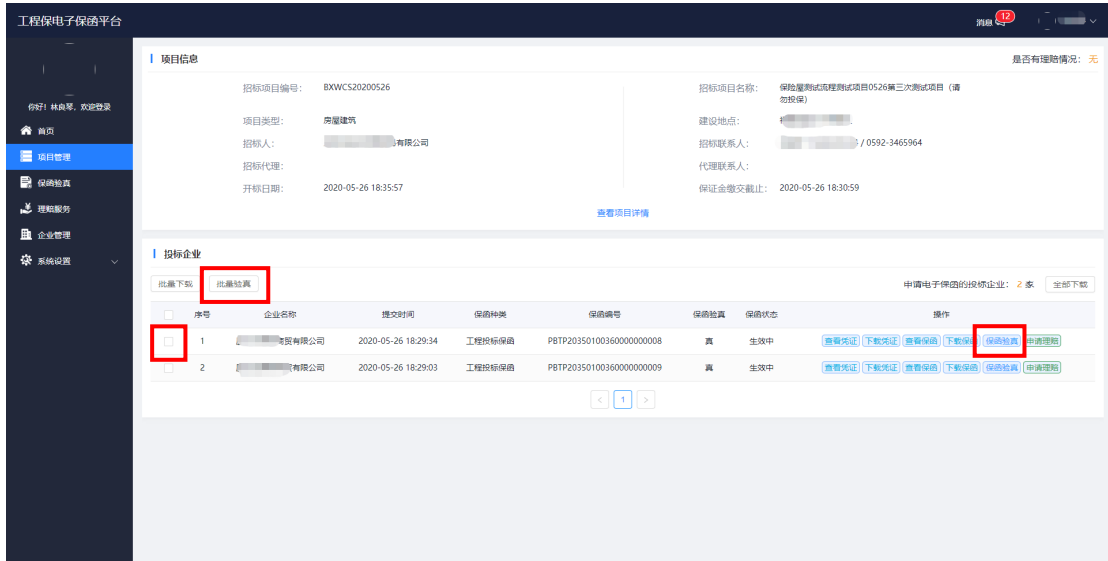 工程保电子保函平台
消息 12
你好！林良琴，欢迎登录
首页
项目管理
保函验真
理赔服务
企业管理
系统设置
项目信息
是否有理赔情况：无
招标项目编号： BXWCS20200526
招标项目名称： 保险屋测试流程测试项目0526第三次测试项目（请
勿投保）
项目类型： 房屋建筑
建设地点：
招标人： 有限公司
招标联系人： / 0592-3465964
招标代理：
代理联系人：
开标日期： 2020-05-26 18:35:57
保证金缴交截止： 2020-05-26 18:30:59
查看项目详情
投标企业
批量下载 批量验真
申请电子保函的投标企业：2 家 全部下载
序号 企业名称 提交时间 保函种类 保函编号 保函验真 保函状态 操作
1 商贸有限公司 2020-05-26 18:29:34 工程投标保函 PBTP20350100360000000008 真 生效中 查看凭证 下载凭证 查看保函 下载保函 保函验真 申请理赔
2 有限公司 2020-05-26 18:29:03 工程投标保函 PBTP20350100360000000009 真 生效中 查看凭证 下载凭证 查看保函 下载保函 保函验真 申请理赔
< 1 >